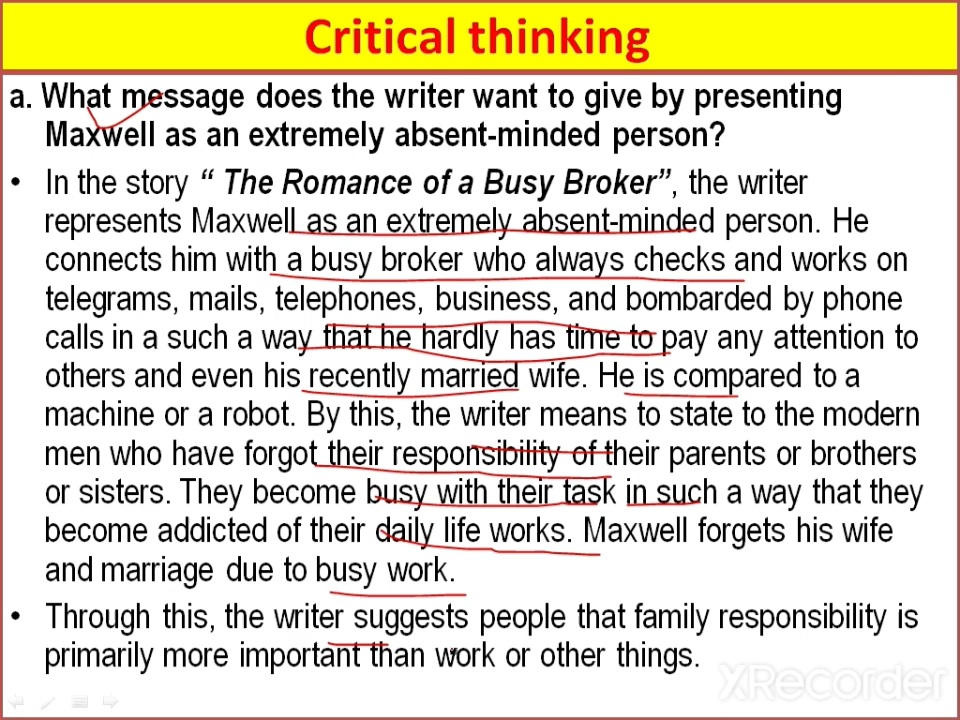 Critical thinking
a. What message does the writer want to give by presenting
Maxwell as an extremely absent-minded person?
• In the story “ The Romance of a Busy Broker”, the writer
represents Maxwell as an extremely absent-minded person. He
connects him with a busy broker who always checks and works on
telegrams, mails, telephones, business, and bombarded by phone
calls in a such a way that he hardly has time to pay any attention to
others and even his recently married wife. He is compared to a
machine or a robot. By this, the writer means to state to the modern
men who have forgot their responsibility of their parents or brothers
or sisters. They become busy with their task in such a way that they
become addicted of their daily life works. Maxwell forgets his wife
and marriage due to busy work.
• Through this, the writer suggests people that family responsibility is
primarily more important than work or other things.
XRecorder